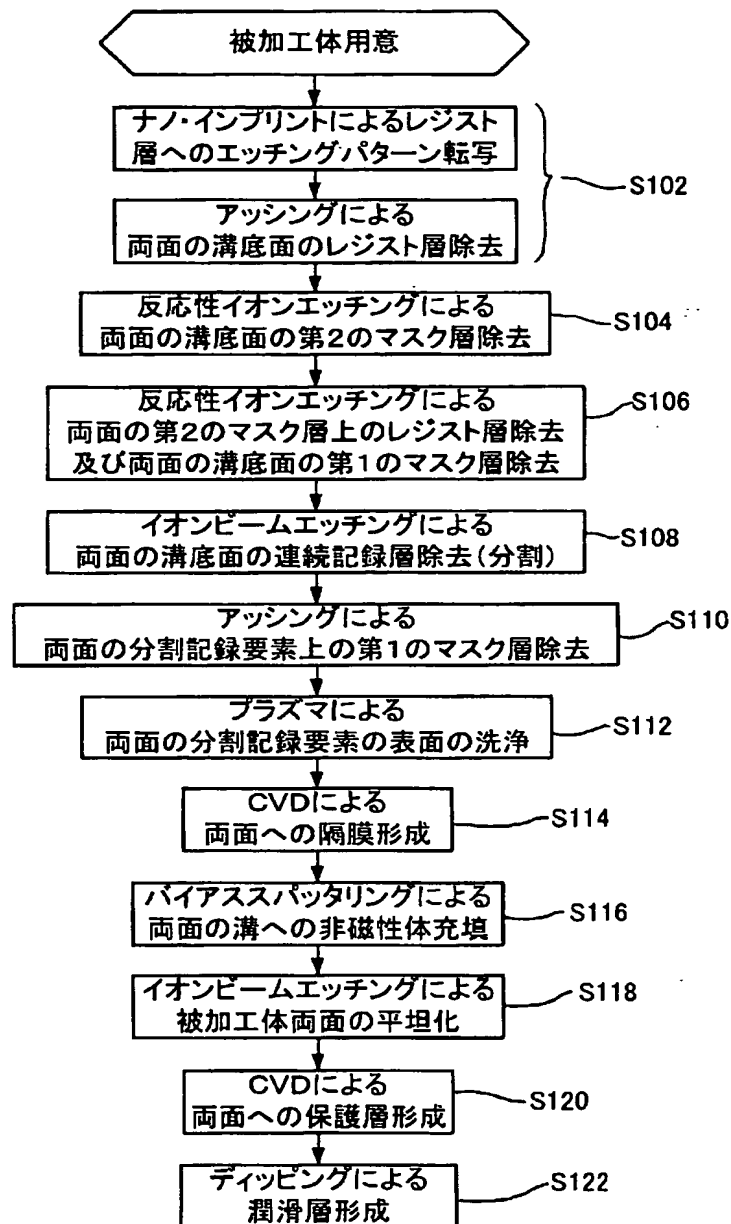 被加工体用意
ナノ・インプリントによるレジスト
層へのエッチングパターン転写
S102
アッシングによる
両面の溝底面のレジスト層除去
反応性イオンエッチングによる
両面の溝底面の第2のマスク層除去
S104
反応性イオンエッチングによる
両面の第2のマスク層上のレジスト層除去
及び両面の溝底面の第1のマスク層除去
S106
イオンビームエッチングによる
両面の溝底面の連続記録層除去(分割)
S108
アッシングによる
両面の分割記録要素上の第1のマスク層除去
S110
プラズマによる
両面の分割記録要素の表面の洗浄
S112
CVDによる
両面への隔膜形成
S114
バイアススパッタリングによる
両面の溝への非磁性体充填
S116
イオンビームエッチングによる
被加工体両面の平坦化
S118
CVDによる
両面への保護層形成
S120
ディッピングによる
潤滑層形成
S122